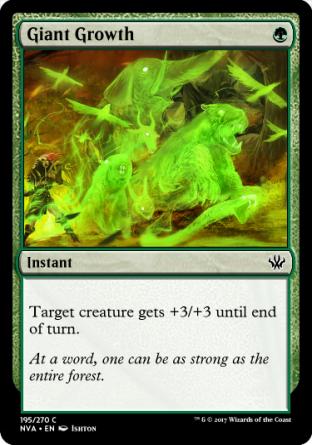 Giant Growth
Instant
Target creature gets +3/+3 until end
of turn.
At a word, one can be as strong as the
entire forest.
195/270 C
NVA • EN Ishton
™ & © 2017 Wizards of the Coast